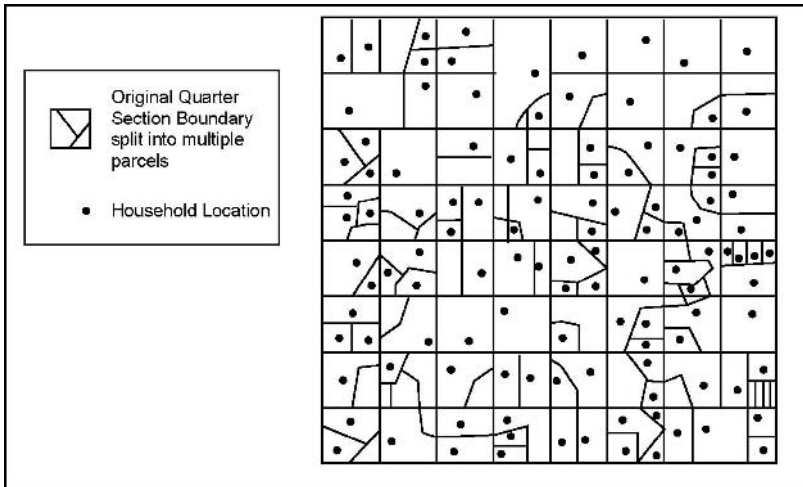 Original Quarter
Section Boundary
split into multiple
parcels
Household Location